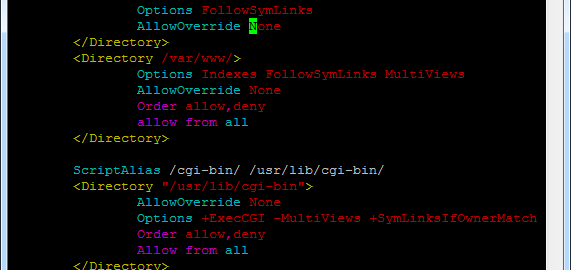 Options FollowSymLinks
AllowOverride None
</Directory>
<Directory /var/www/>
Options Indexes FollowSymLinks MultiViews
AllowOverride None
Order allow,deny
allow from all
</Directory>
ScriptAlias /cgi-bin/ /usr/lib/cgi-bin/
<Directory "/usr/lib/cgi-bin">
AllowOverride None
Options +ExecCGI -MultiViews +SymLinksIfOwnerMatch
Order allow,deny
Allow from all
</Directory>